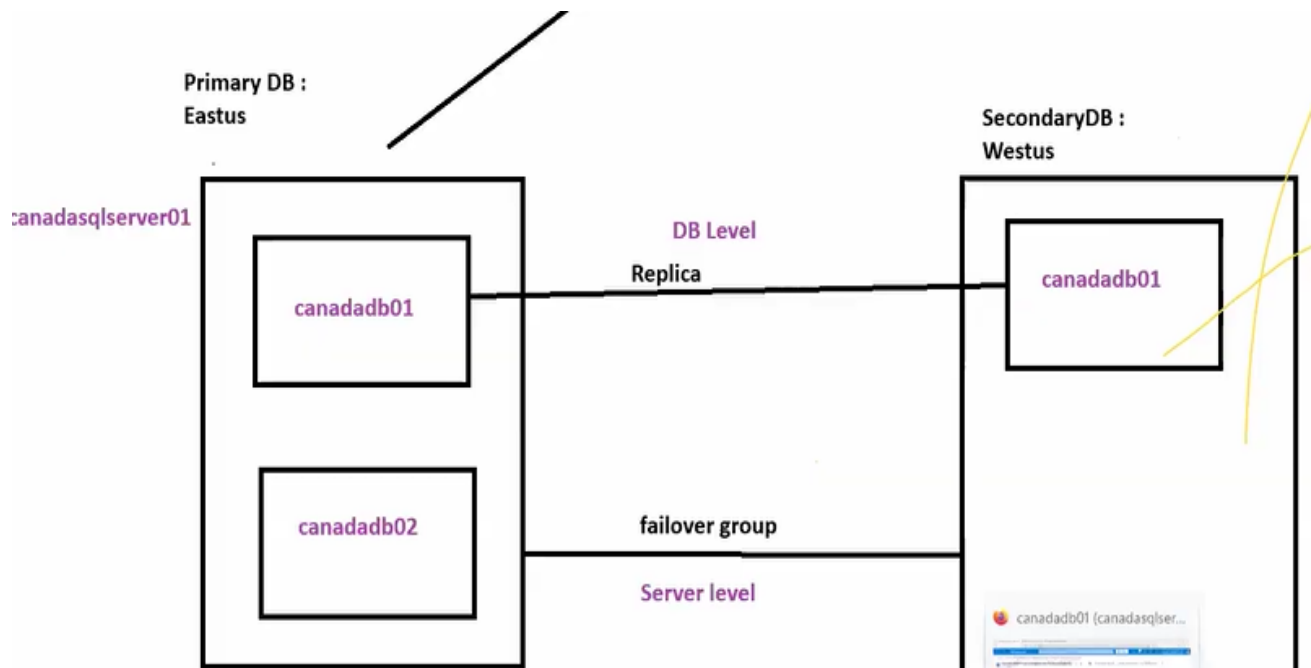 Primary DB :
Eastus
SecondaryDB :
Westus
canadasqlserver01
DB Level
Replica
canadadb01
canadadb01
canadadb02
failover group
Server level
canadadb01 (canadasqlser...